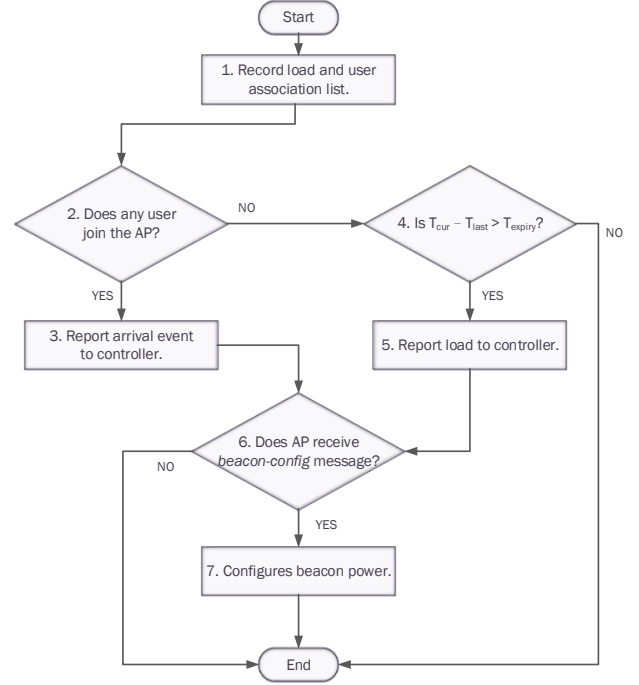 Start
1. Record load and user
association list.
2. Does any user
join the AP?
NO
4. Is Tcur – Tlast > Texpiry?
NO
YES
YES
3. Report arrival event
to controller.
5. Report load to controller.
6. Does AP receive
beacon-config message?
NO
YES
7. Configures beacon power.
End